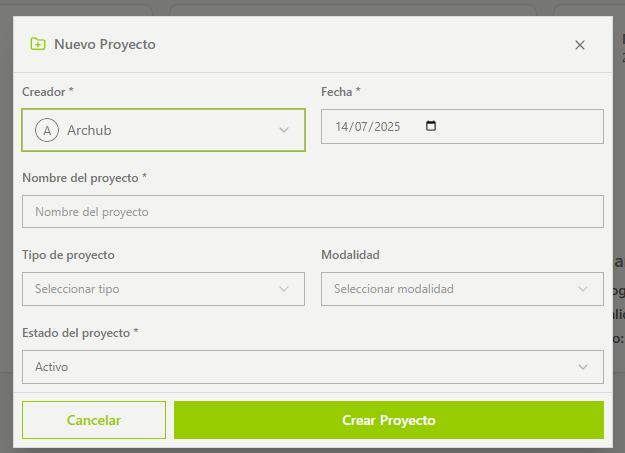 Nuevo Proyecto
Creador * Fecha *
A Archub 14/07/2025
Nombre del proyecto *
Nombre del proyecto
Tipo de proyecto Modalidad
Seleccionar tipo Seleccionar modalidad
Estado del proyecto *
Activo
Cancelar Crear Proyecto